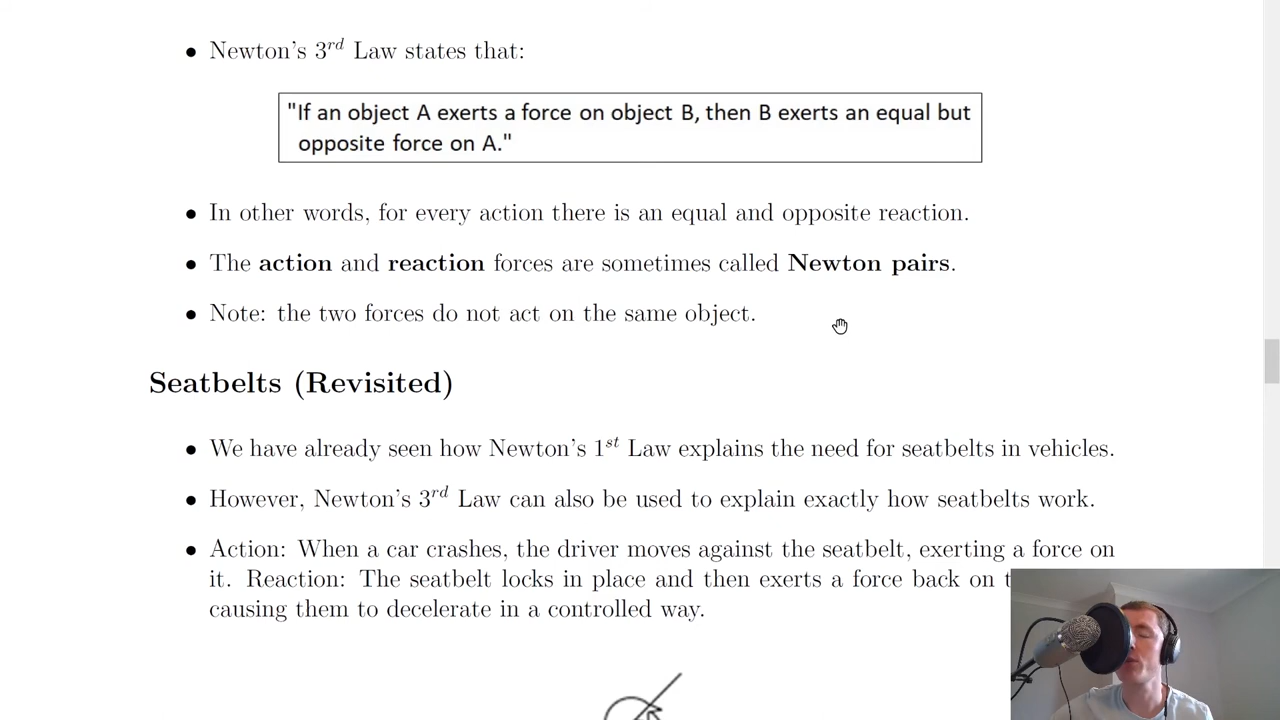 • Newton's 3rd Law states that:
"If an object A exerts a force on object B, then B exerts an equal but
opposite force on A."
• In other words, for every action there is an equal and opposite reaction.
• The action and reaction forces are sometimes called Newton pairs.
• Note: the two forces do not act on the same object.
Seatbelts (Revisited)
• We have already seen how Newton's 1st Law explains the need for seatbelts in vehicles.
• However, Newton's 3rd Law can also be used to explain exactly how seatbelts work.
• Action: When a car crashes, the driver moves against the seatbelt, exerting a force on
it. Reaction: The seatbelt locks in place and then exerts a force back on
causing them to decelerate in a controlled way.